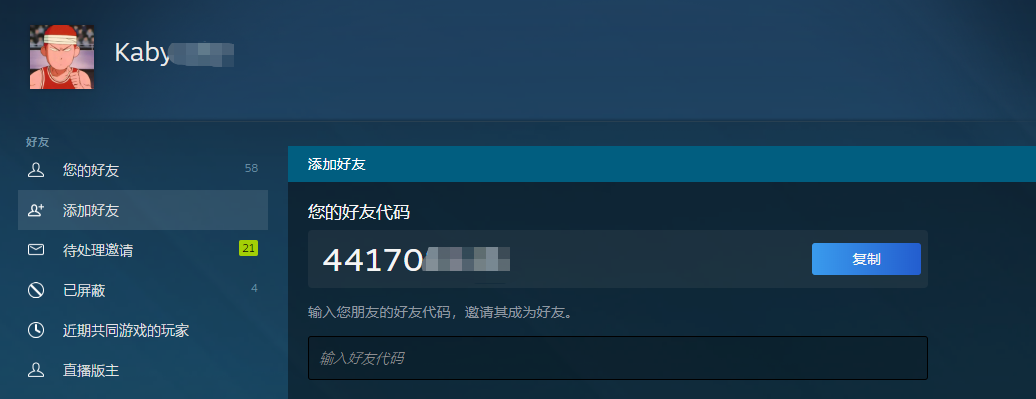 Kaby
好友
您的好友 58
添加好友
待处理邀请 21
已屏蔽 4
近期共同游戏的玩家
直播版主
添加好友
您的好友代码
44170
复制
输入您朋友的好友代码，邀请其成为好友。
输入好友代码